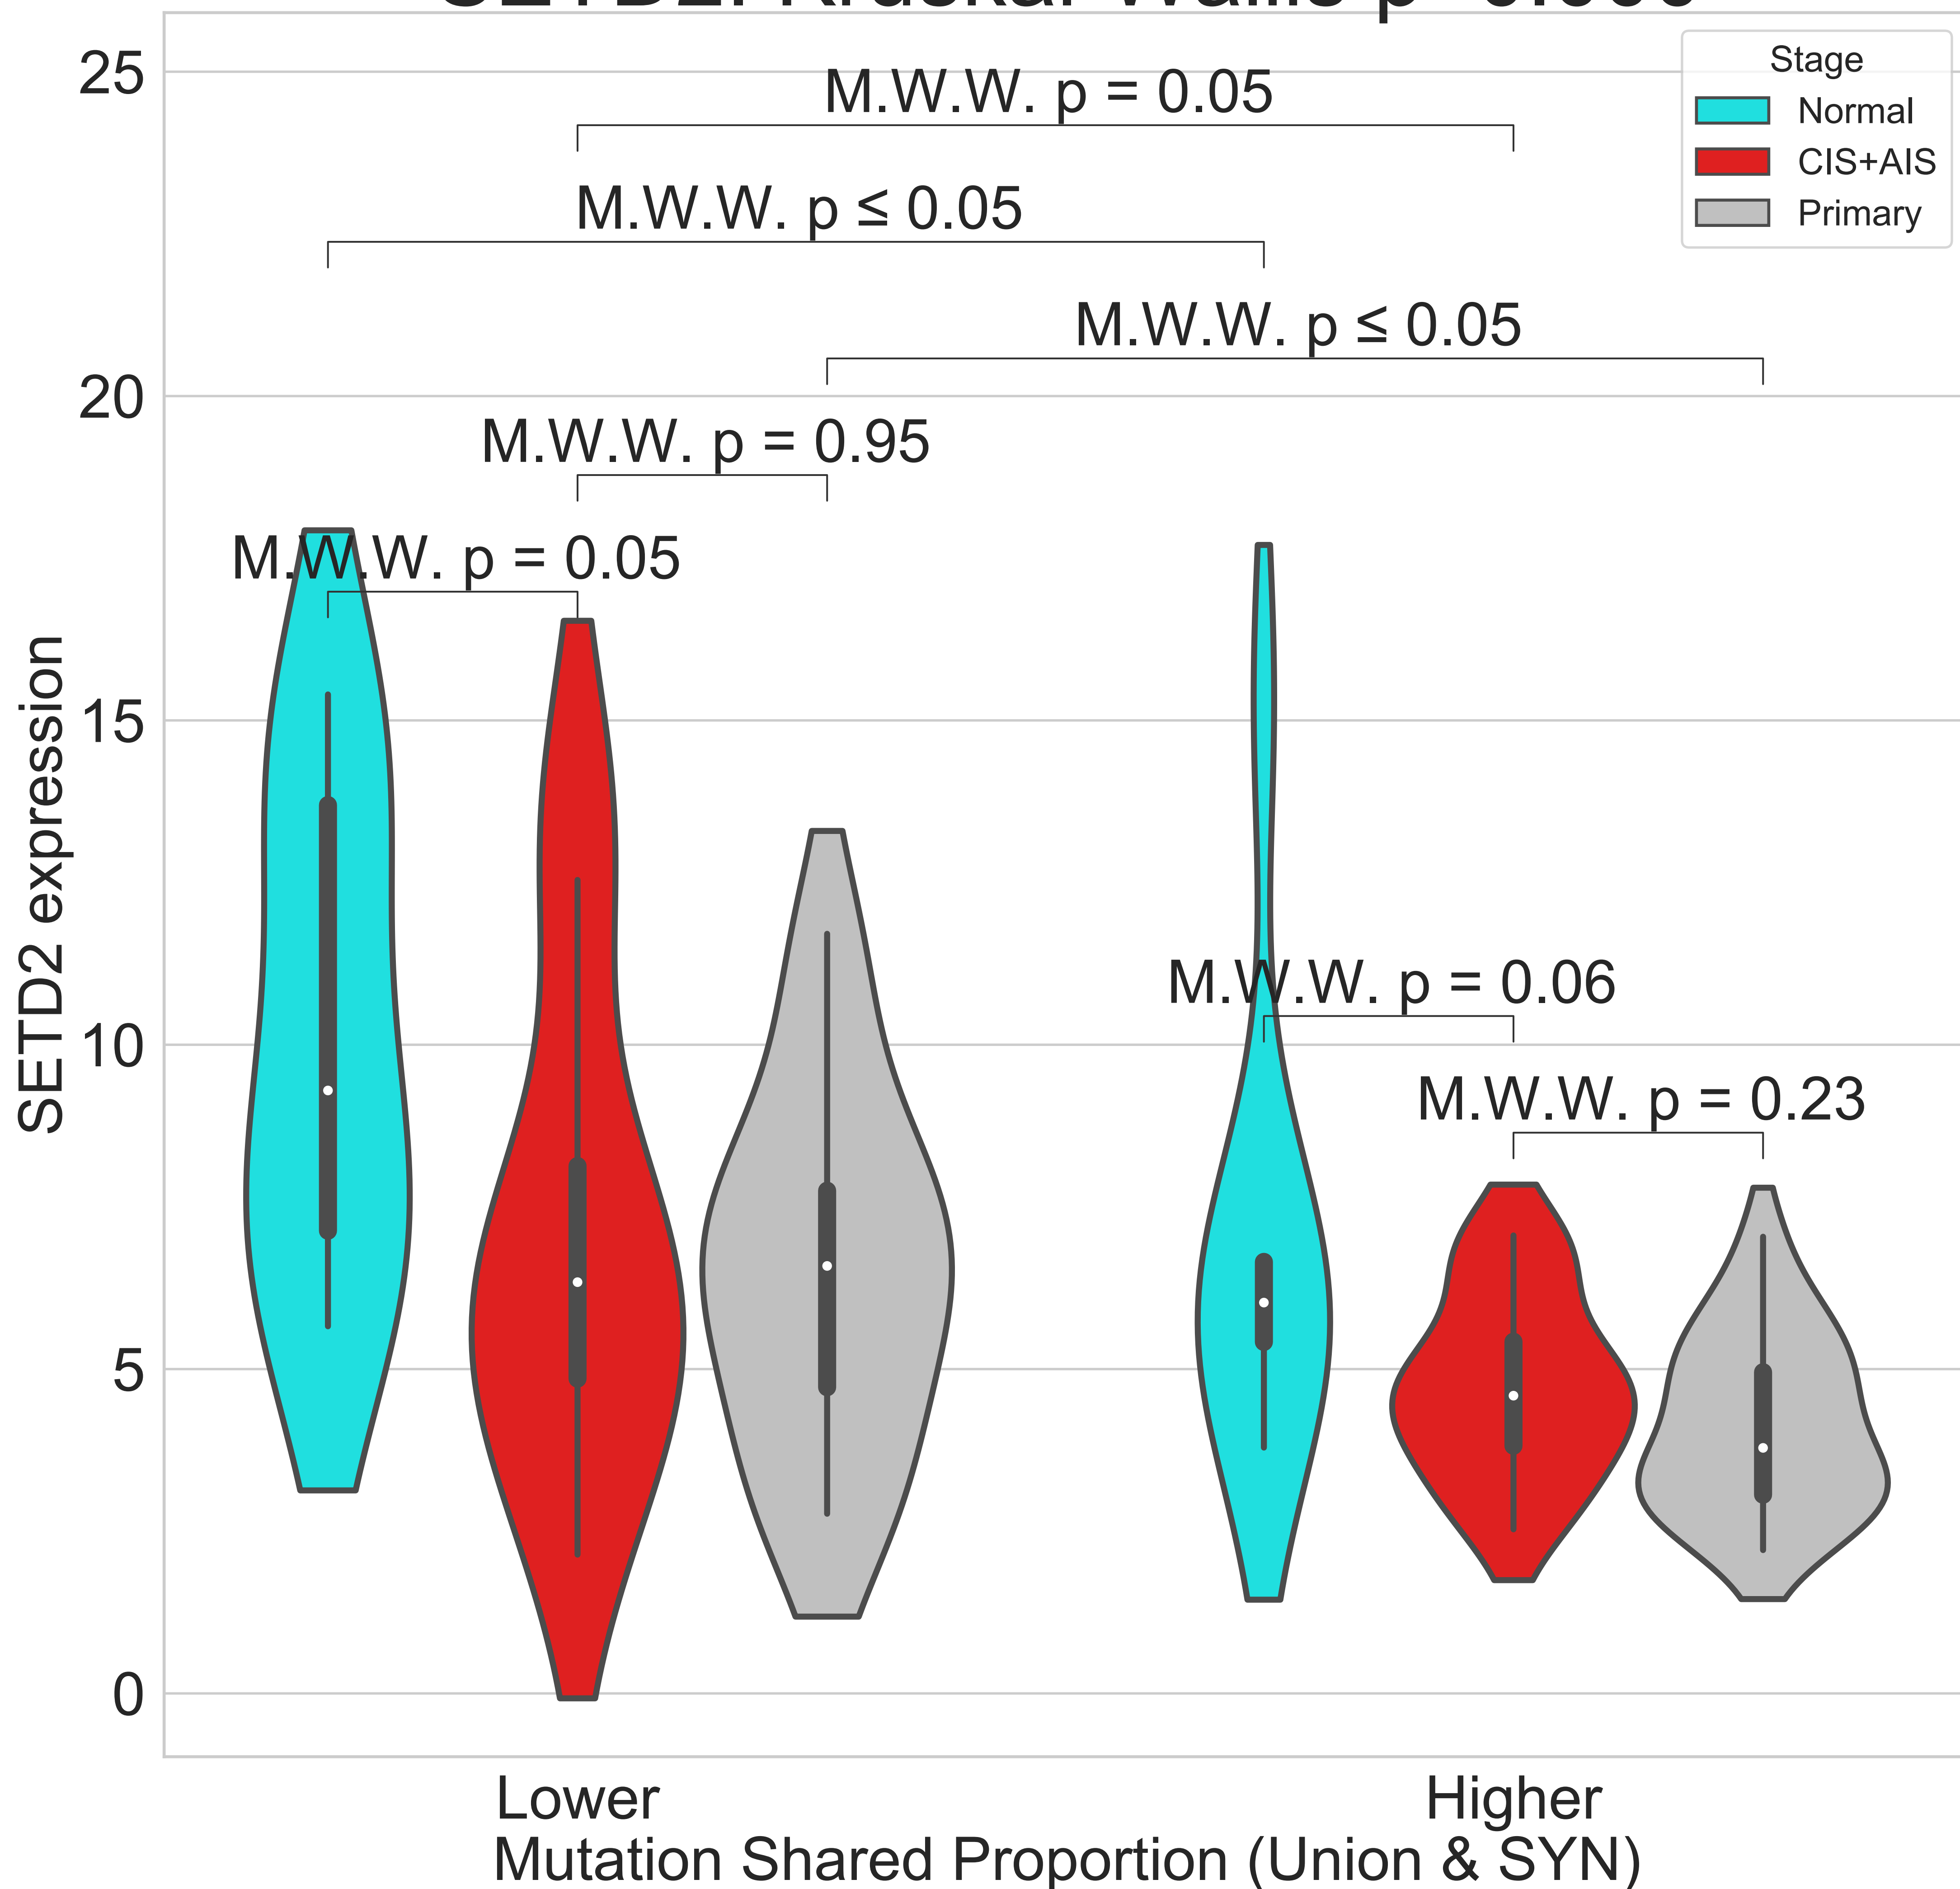 25
20
15
10
5
0
SETD2 expression
M.W.W. p = 0.05
M.W.W. p ≤ 0.05
M.W.W. p ≤ 0.05
M.W.W. p = 0.95
M.W.W. p = 0.05
M.W.W. p = 0.06
M.W.W. p = 0.23
Stage
Normal
CIS+AIS
Primary
Lower
Higher
Mutation Shared Proportion (Union & SYN)